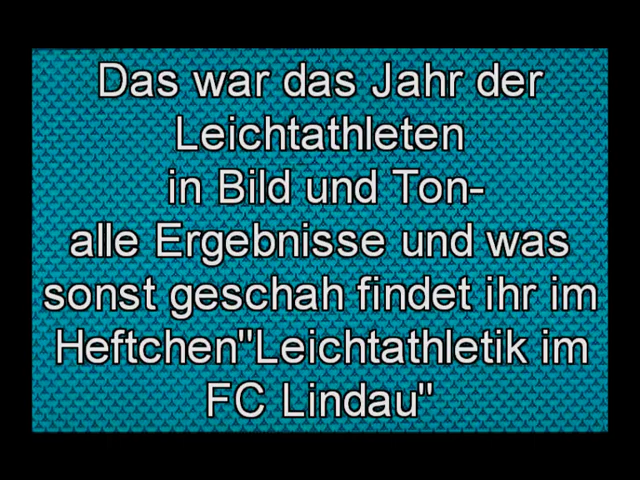 Das war das Jahr der
Leichtathleten
in Bild und Ton-
alle Ergebnisse und was
sonst geschah findet ihr im
Heftchen"Leichtathletik im
FC Lindau"